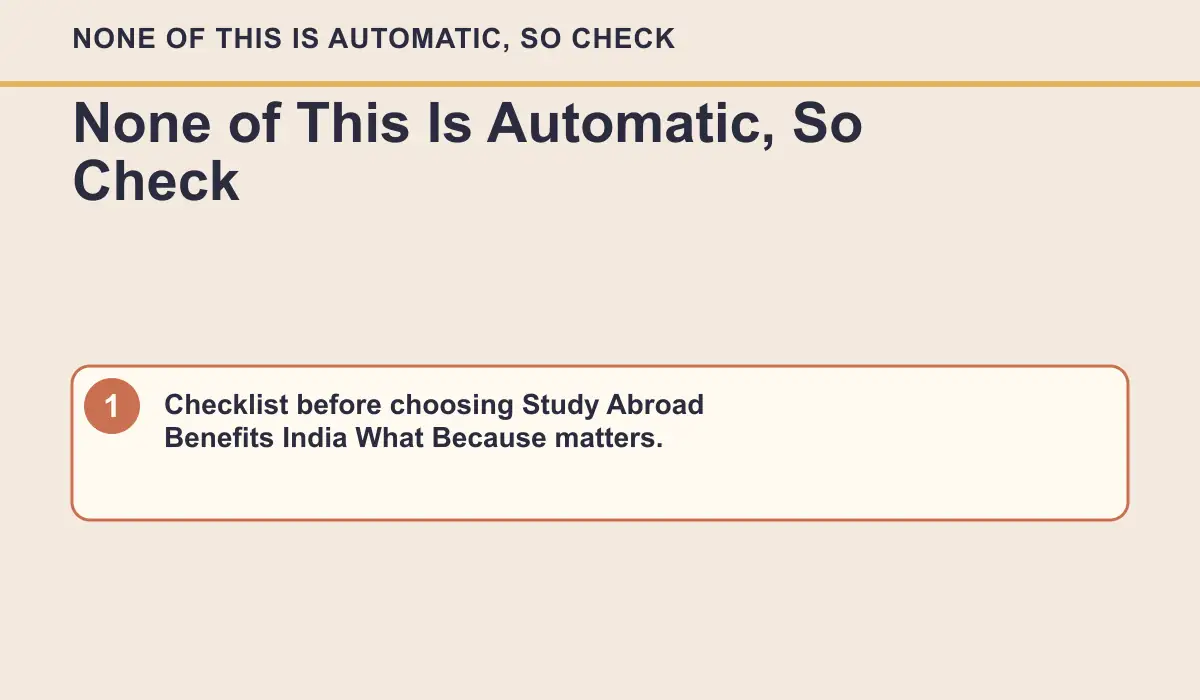 NONE OF THIS IS AUTOMATIC, SO CHECK
None of This Is Automatic, So
Check
1
Checklist before choosing Study Abroad
Benefits India What Because matters.